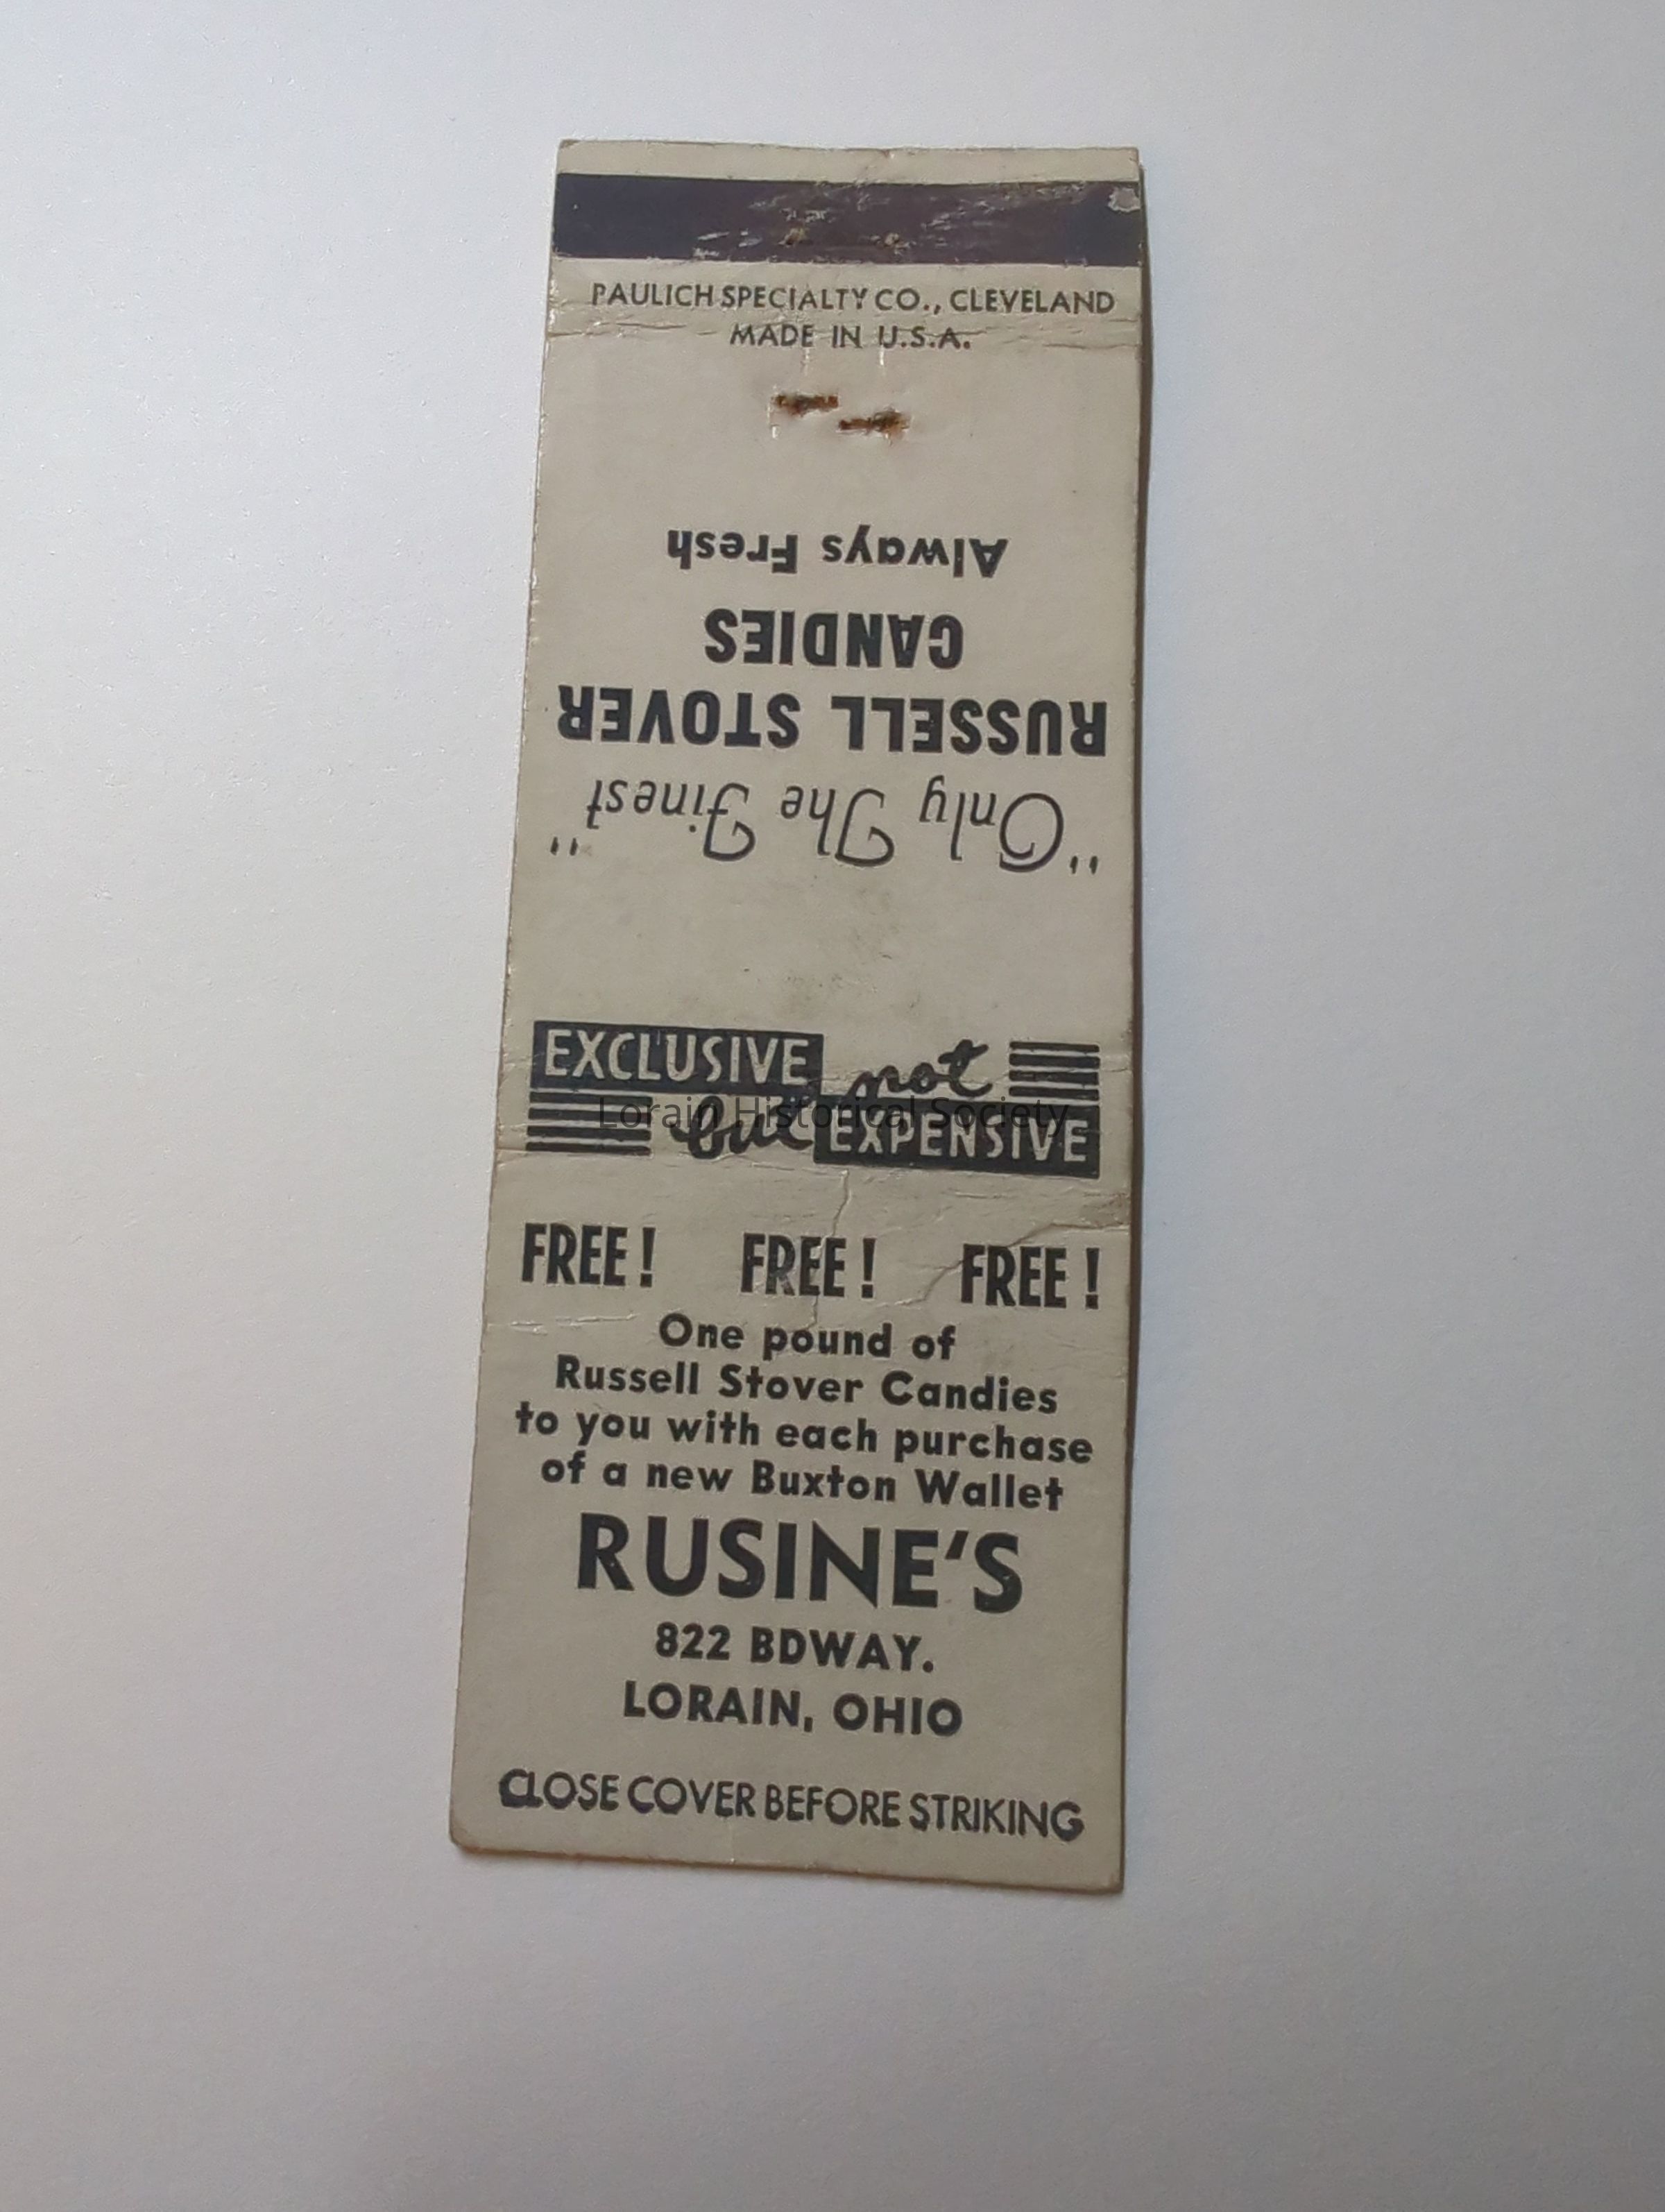 PAULICH SPECIALTY CO., CLEVELAND
MADE IN U.S.A.
"Only The Finest"
RUSSELL STOVER
CANDIES
Always Fresh
EXCLUSIVE not
but EXPENSIVE
Lorain Historical Society
FREE! FREE! FREE!
One pound of
Russell Stover Candies
to you with each purchase
of a new Buxton Wallet
RUSINE'S
822 BDWAY.
LORAIN, OHIO
CLOSE COVER BEFORE STRIKING